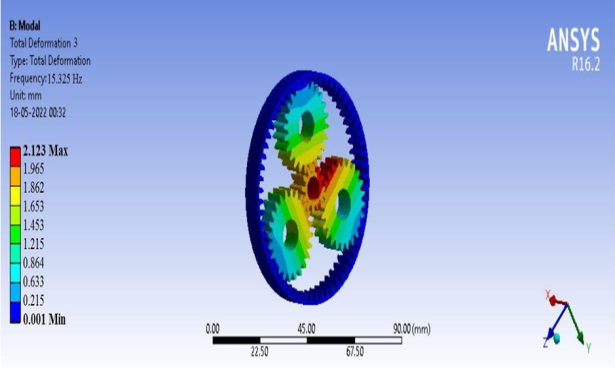 B: Modal
Total Deformation 3
Type: Total Deformation
Frequency:15.325 Hz
Unit: mm
18-05-2022 00:32
ANSYS
R16.2
2.123 Max
1.965
1.862
1.653
1.453
1.215
0.864
0.633
0.215
0.001 Min
0.00
45.00
90.00 (mm)
22.50
67.50
X
Z
Y